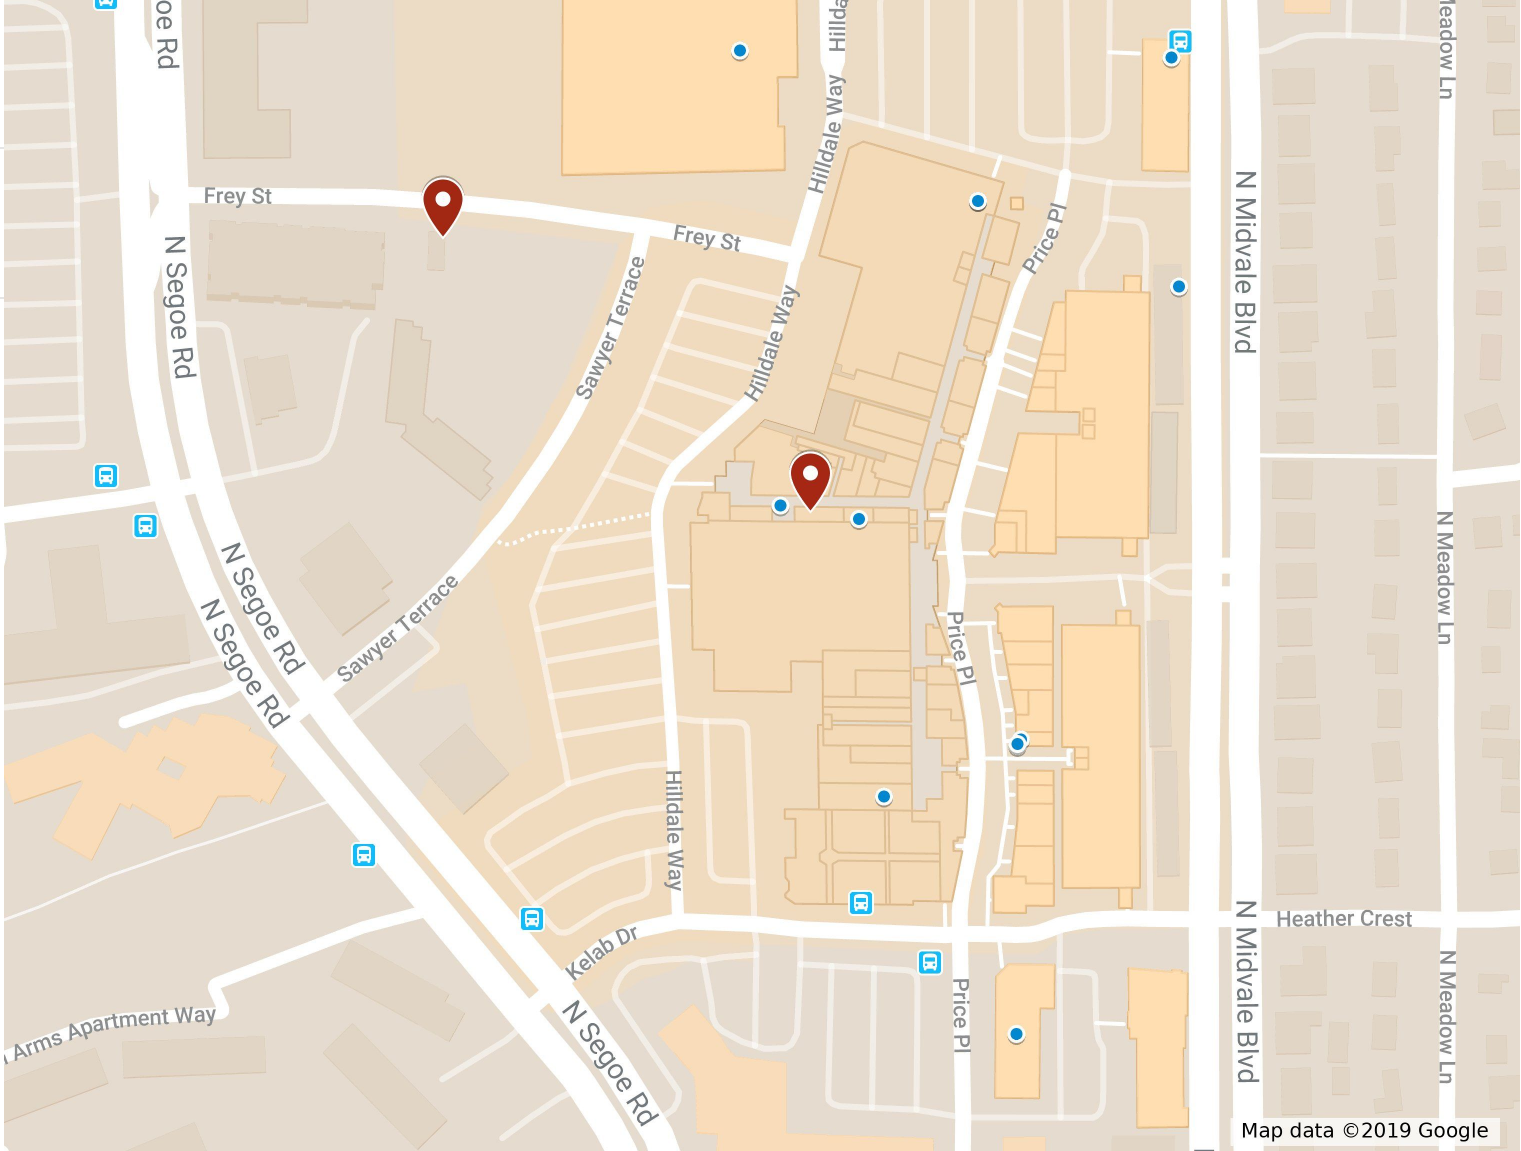 oe Rd
Hillda
Meadow Ln
Hilldale Way
Frey St
N Midvale Blvd
Frey St
Price Pl
N Segoe Rd
Sawyer Terrace
Hilldale Way
N Segoe Rd
N Meadow Ln
N Segoe Rd
Sawyer Terrace
Price Pl
Hilldale Way
N Midvale Blvd
Heather Crest
Kelab Dr
N Meadow Ln
Price Pl
Arms Apartment Way
N Segoe Rd
Map data ©2019 Google